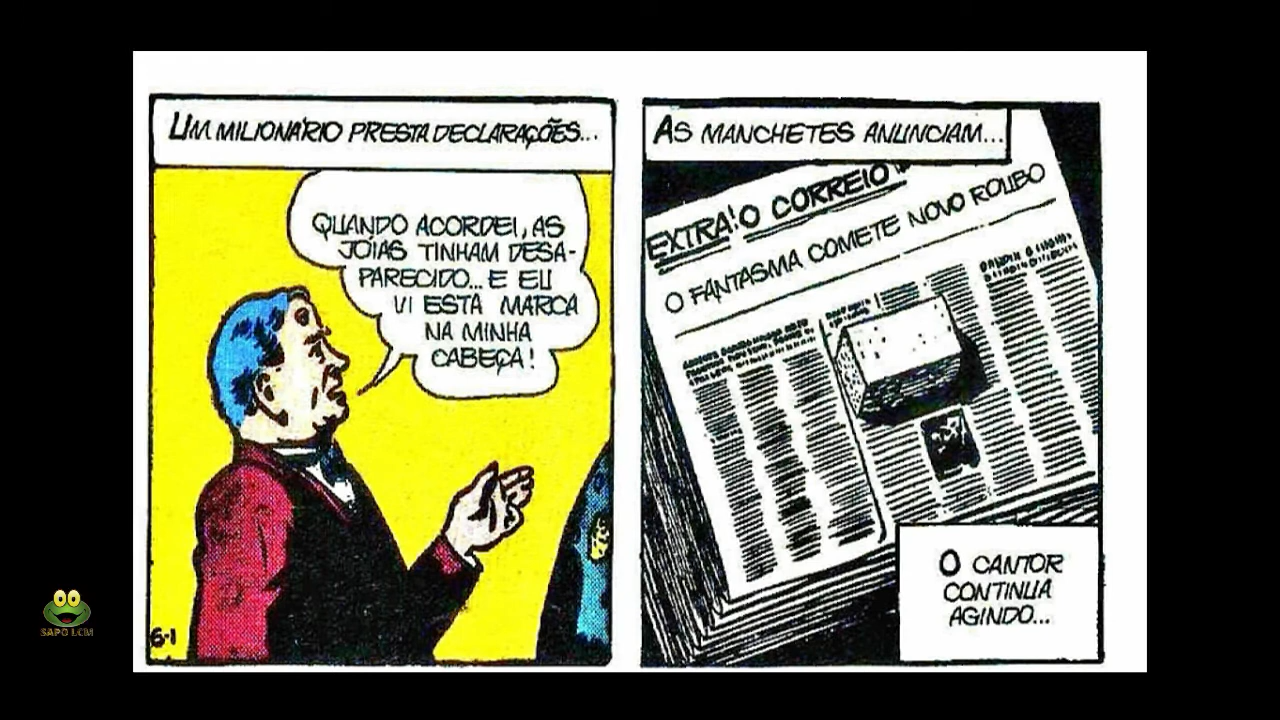 UM MILIONÁRIO PRESTA DECLARAÇÕES...
QUANDO ACORDEI, AS
JÓIAS TINHAM DESA-
PARECIDO... E EU
VI ESTA MARCA
NA MINHA
CABEÇA!
6-1
AS MANCHETES ANUNCIAM...
EXTRA! O CORREIO
O FANTASMA COMETE NOVO ROUBO
O CANTOR
CONTINUA
AGINDO...
SAPO LCM